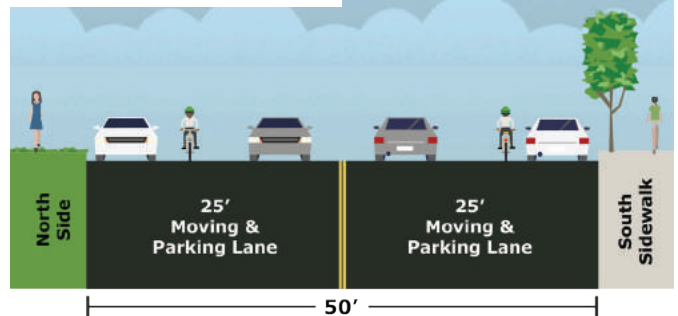 North
Side
25′
Moving &
Parking Lane
25′
Moving &
Parking Lane
South
Sidewalk
50′